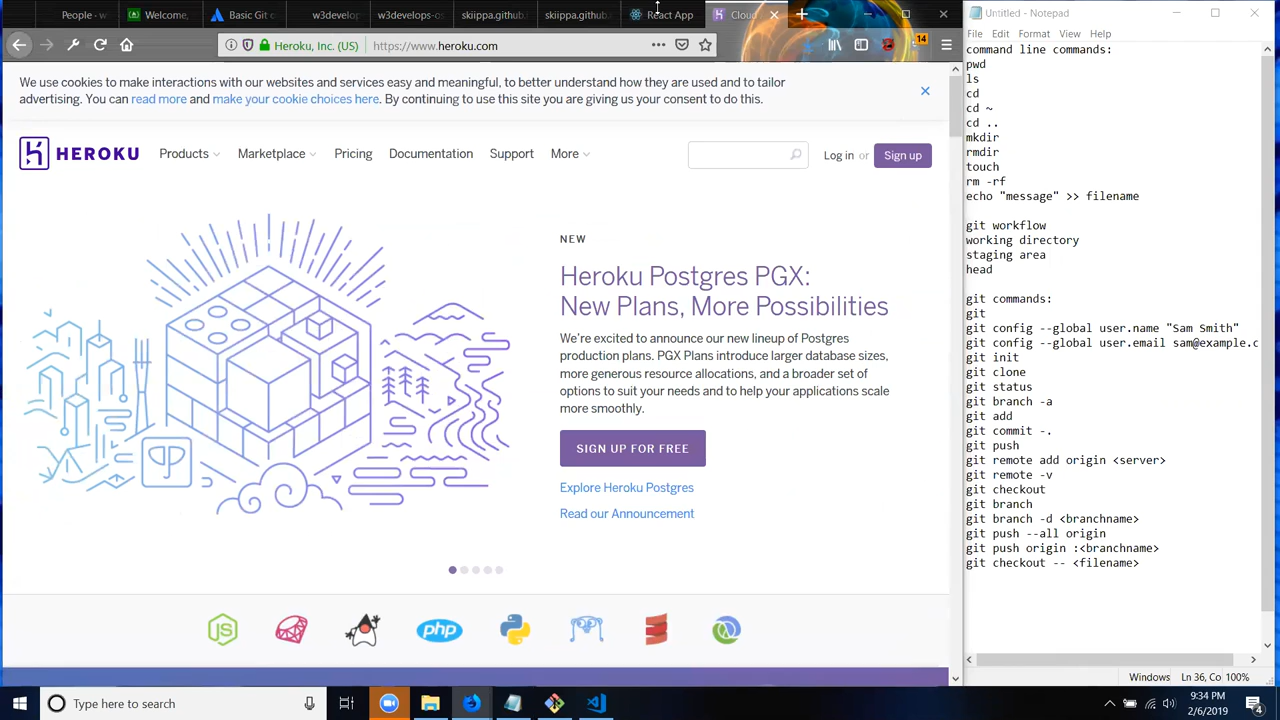 People - w
Welcome,
Basic Git c
w3develops
w3develops-os
skiippa.github.
skiippa.github.
React App
Cloud
Untitled - Notepad
Heroku, Inc. (US)
https://www.heroku.com
14
File Edit Format View Help
We use cookies to make interactions with our websites and services easy and meaningful, to better understand how they are used and to tailor
advertising. You can read more and make your cookie choices here. By continuing to use this site you are giving us your consent to do this.
HEROKU
Products
Marketplace
Pricing
Documentation
Support
More
Log in or
Sign up
NEW
Heroku Postgres PGX:
New Plans, More Possibilities
We're excited to announce our new lineup of Postgres
production plans. PGX Plans introduce larger database sizes,
more generous resource allocations, and a broader set of
options to suit your needs and to help your applications scale
more smoothly.
SIGN UP FOR FREE
Explore Heroku Postgres
Read our Announcement
JS
php
command line commands:
pwd
ls
cd
cd ~
cd ..
mkdir
rmdir
touch
rm -rf
echo "message" >> filename
git workflow
working directory
staging area
head
git commands:
git
git config --global user.name "Sam Smith"
git config --global user.email sam@example.c
git init
git clone
git status
git branch -a
git add
git commit -.
git push
git remote add origin <server>
git remote -v
git checkout
git branch
git branch -d <branchname>
git push --all origin
git push origin :<branchname>
git checkout -- <filename>
Windows
Ln 36, Co
100%
Type here to search
9:34 PM
2/6/2019
4